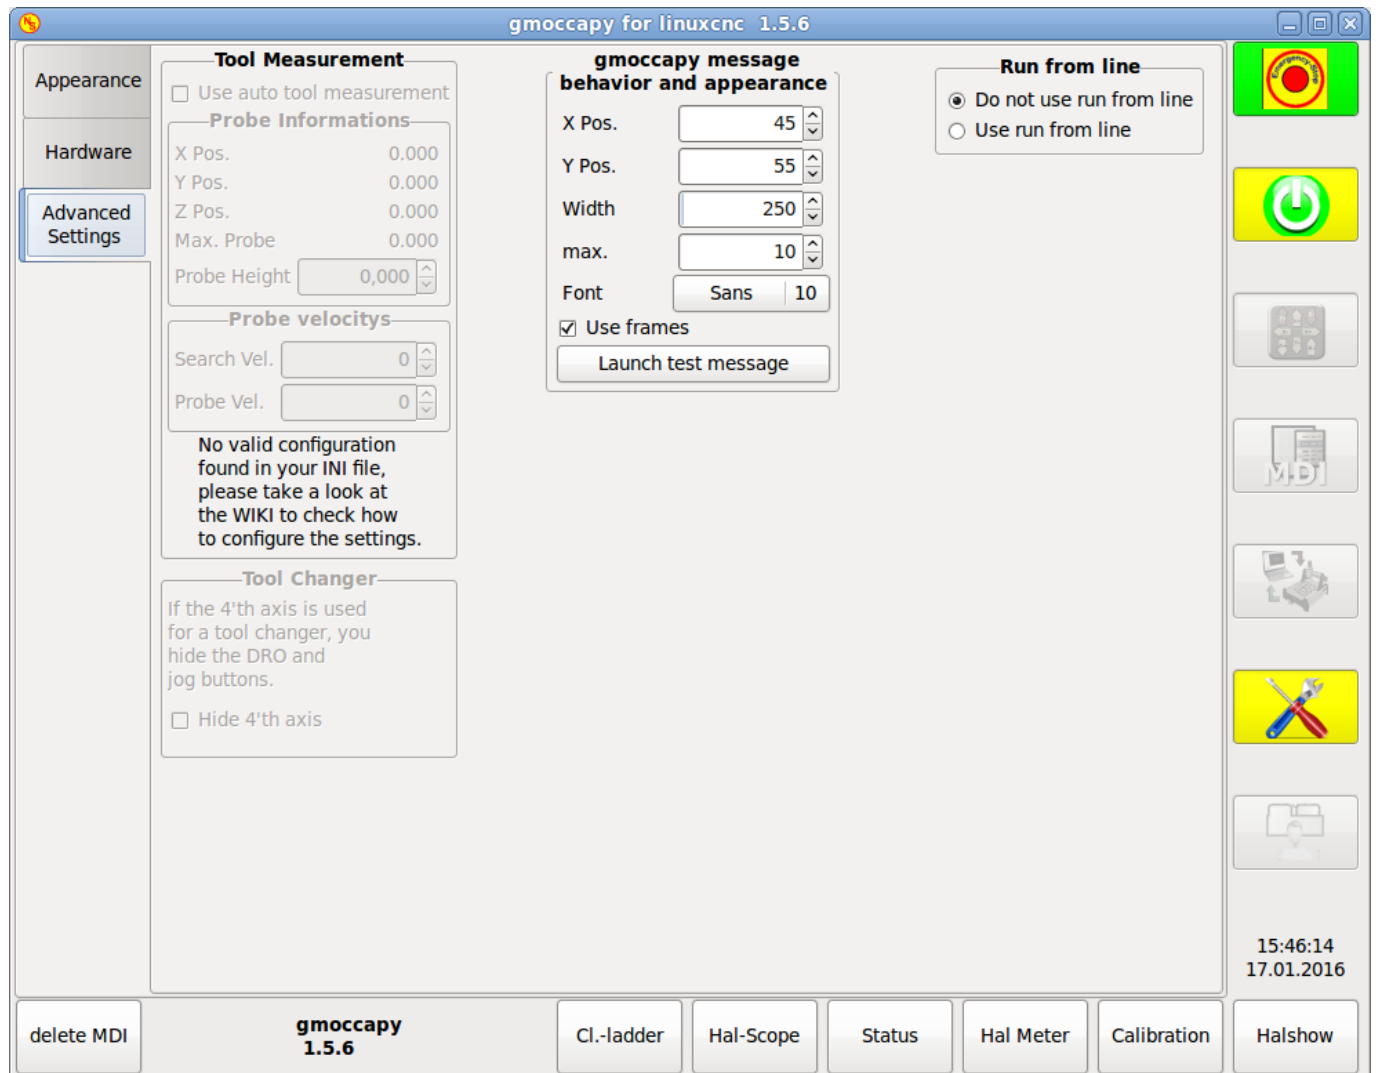 gmoccapy for linuxcnc 1.5.6
Appearance
Hardware
Advanced
Settings
Tool Measurement
Use auto tool measurement
Probe Informations
X Pos. 0.000
Y Pos. 0.000
Z Pos. 0.000
Max. Probe 0.000
Probe Height 0,000
Probe velocitys
Search Vel. 0
Probe Vel. 0
No valid configuration
found in your INI file,
please take a look at
the WIKI to check how
to configure the settings.
Tool Changer
If the 4'th axis is used
for a tool changer, you
hide the DRO and
jog buttons.
Hide 4'th axis
gmoccapy message
behavior and appearance
X Pos. 45
Y Pos. 55
Width 250
max. 10
Font Sans 10
Use frames
Launch test message
Run from line
Do not use run from line
Use run from line
Emergency-Stop
MDI
15:46:14
17.01.2016
delete MDI
gmoccapy
1.5.6
Cl.-ladder
Hal-Scope
Status
Hal Meter
Calibration
Halshow